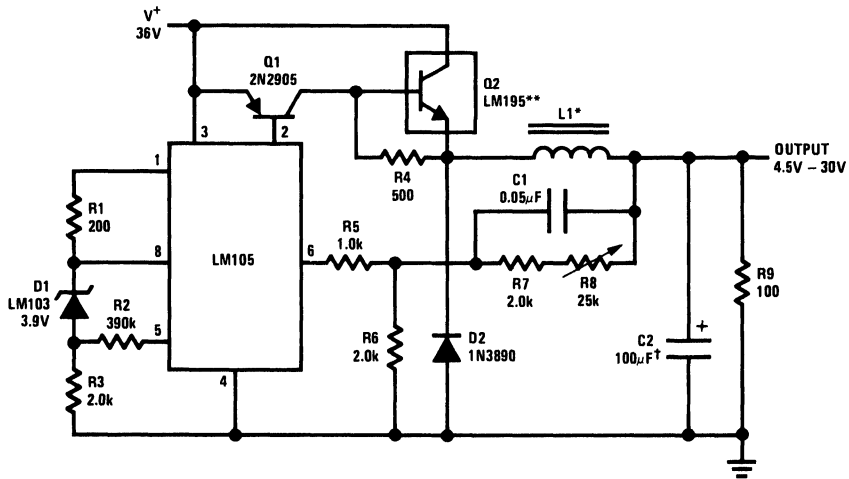 V+
36V
Q1
2N2905
Q2
LM195**
L1*
3
2
1
OUTPUT
4.5V – 30V
R4
500
C1
0.05μF
R1
200
R5
1.0k
8
LM105
6
R7
2.0k
R8
25k
R9
100
D1
LM103
3.9V
R2
390k
5
R6
2.0k
D2
1N3890
+
C2
100μF†
R3
2.0k
4